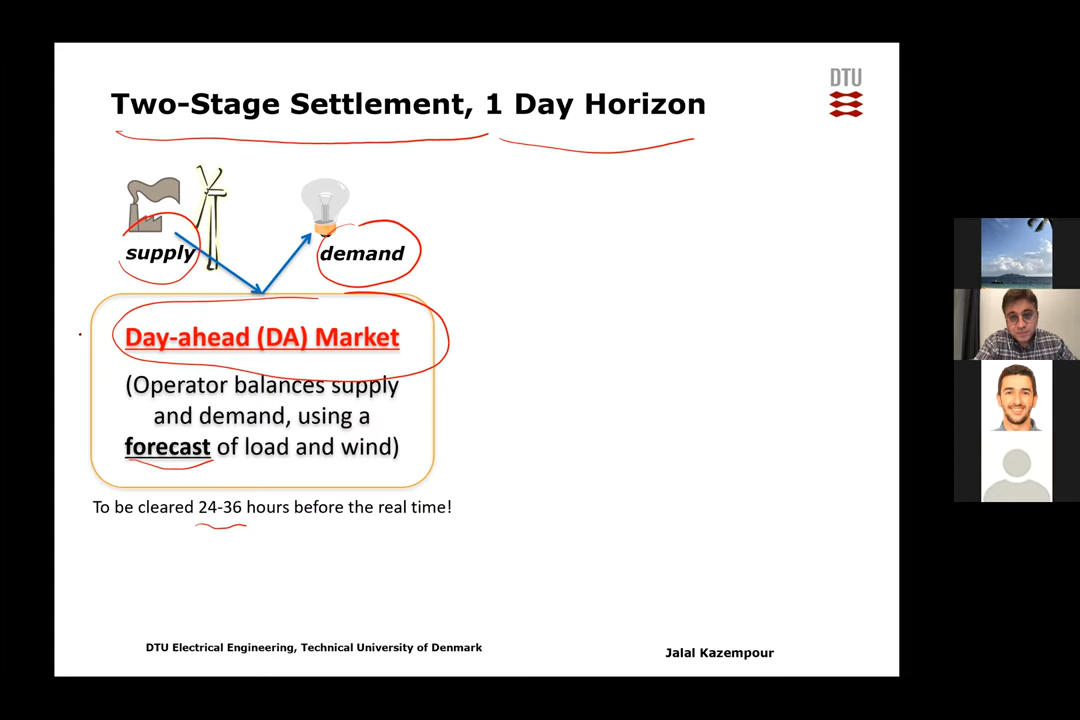 DTU
Two-Stage Settlement, 1 Day Horizon
supply
demand
Day-ahead (DA) Market
(Operator balances supply
and demand, using a
forecast of load and wind)
To be cleared 24-36 hours before the real time!
DTU Electrical Engineering, Technical University of Denmark
Jalal Kazempour